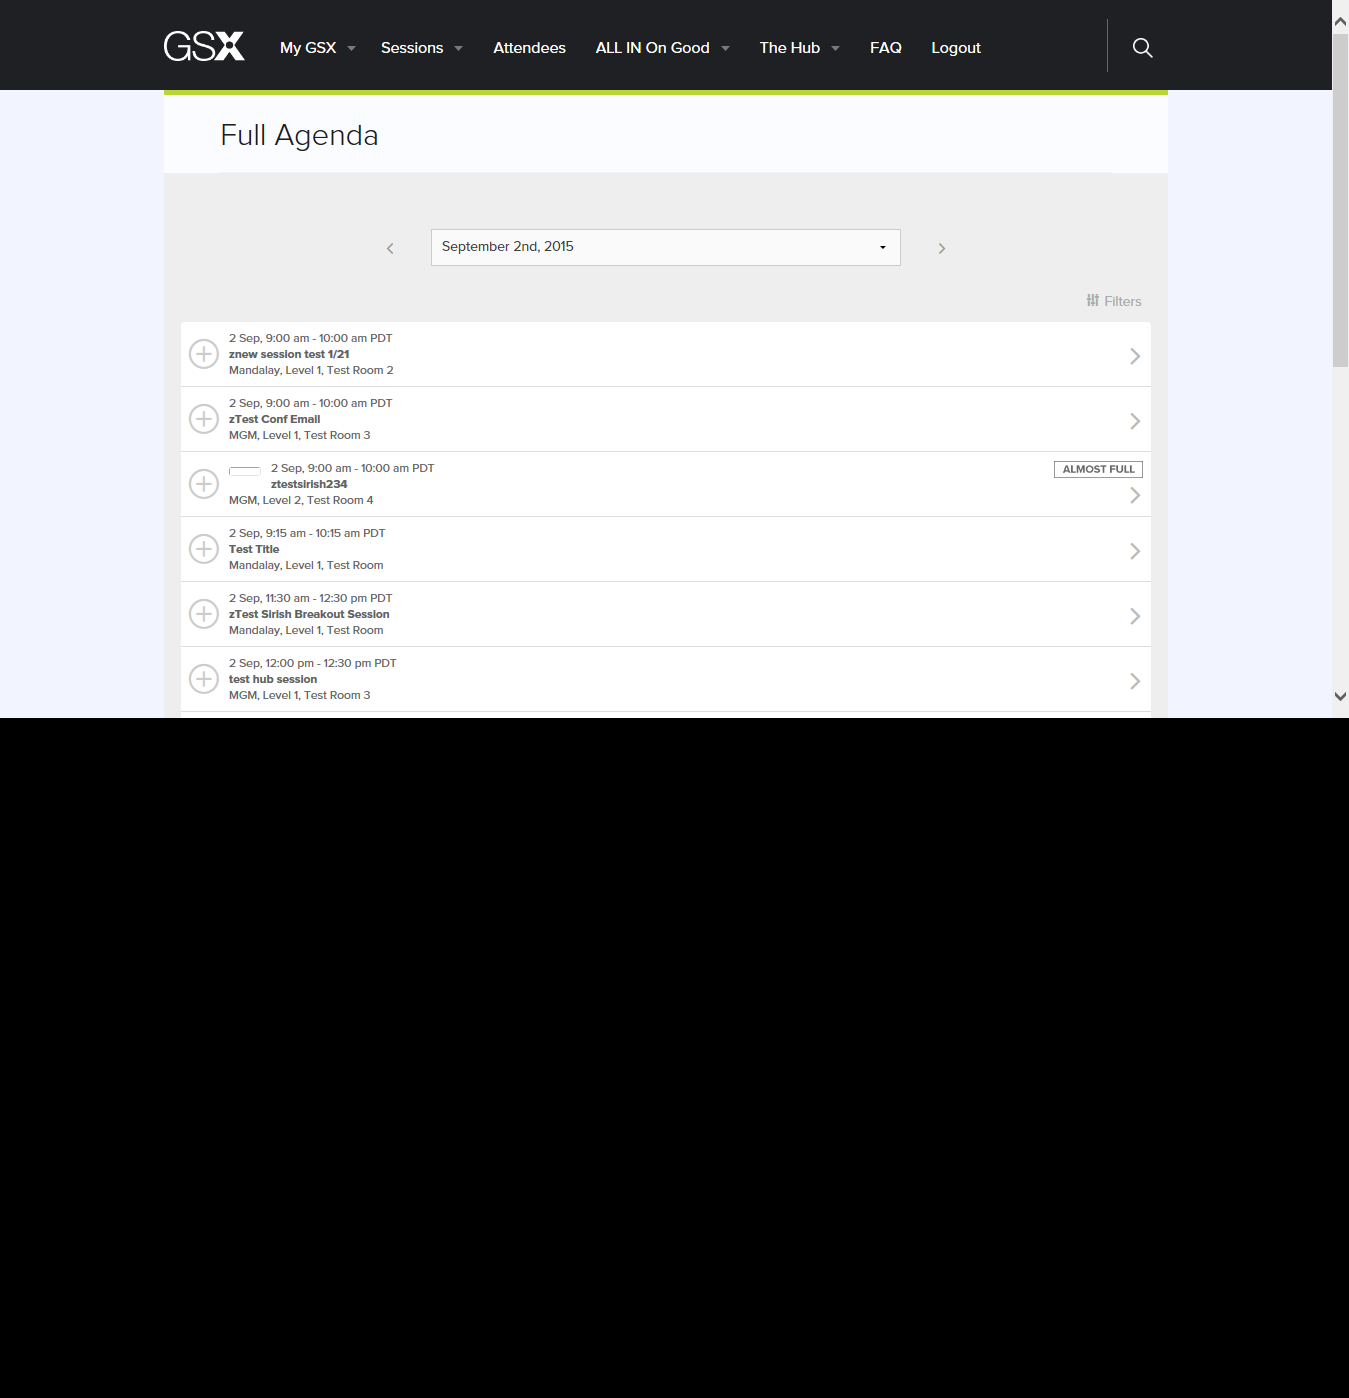 GSX My GSX Sessions Attendees ALL IN On Good The Hub FAQ Logout
Full Agenda
September 2nd, 2015
Filters
2 Sep, 9:00 am - 10:00 am PDT
znew session test 1/21
Mandalay, Level 1, Test Room 2
2 Sep, 9:00 am - 10:00 am PDT
zTest Conf Email
MGM, Level 1, Test Room 3
2 Sep, 9:00 am - 10:00 am PDT
ALMOST FULL
ztestsirish234
MGM, Level 2, Test Room 4
2 Sep, 9:15 am - 10:15 am PDT
Test Title
Mandalay, Level 1, Test Room
2 Sep, 11:30 am - 12:30 pm PDT
zTest Sirish Breakout Session
Mandalay, Level 1, Test Room
2 Sep, 12:00 pm - 12:30 pm PDT
test hub session
MGM, Level 1, Test Room 3